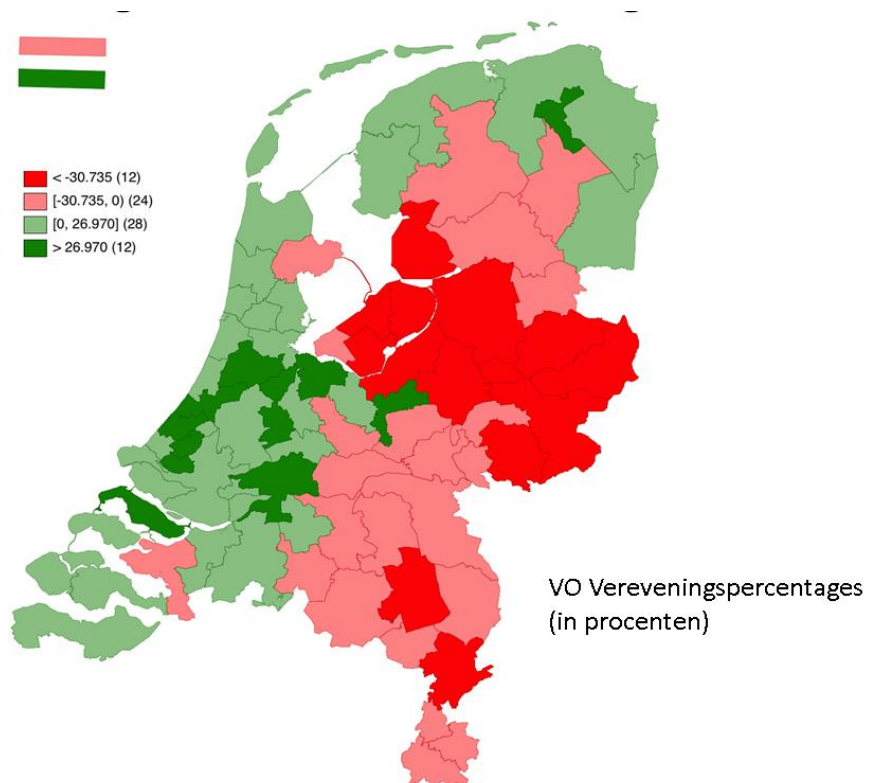 < -30.735 (12)
[-30.735, 0) (24)
[0, 26.970] (28)
> 26.970 (12)
VO Vereveningspercentages
(in procenten)